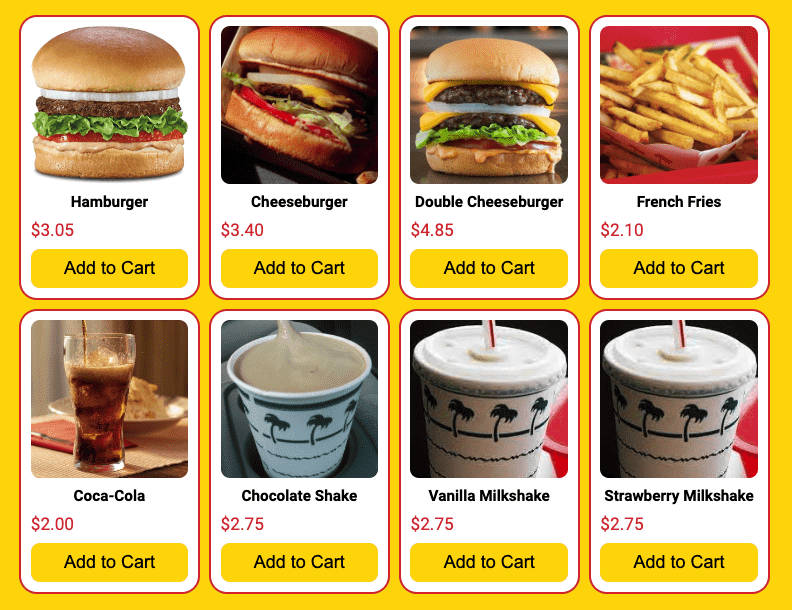 Hamburger
Cheeseburger
Double Cheeseburger
French Fries
$3.05
$3.40
$4.85
$2.10
Add to Cart
Add to Cart
Add to Cart
Add to Cart
Coca-Cola
Chocolate Shake
Vanilla Milkshake
Strawberry Milkshake
$2.00
$2.75
$2.75
$2.75
Add to Cart
Add to Cart
Add to Cart
Add to Cart